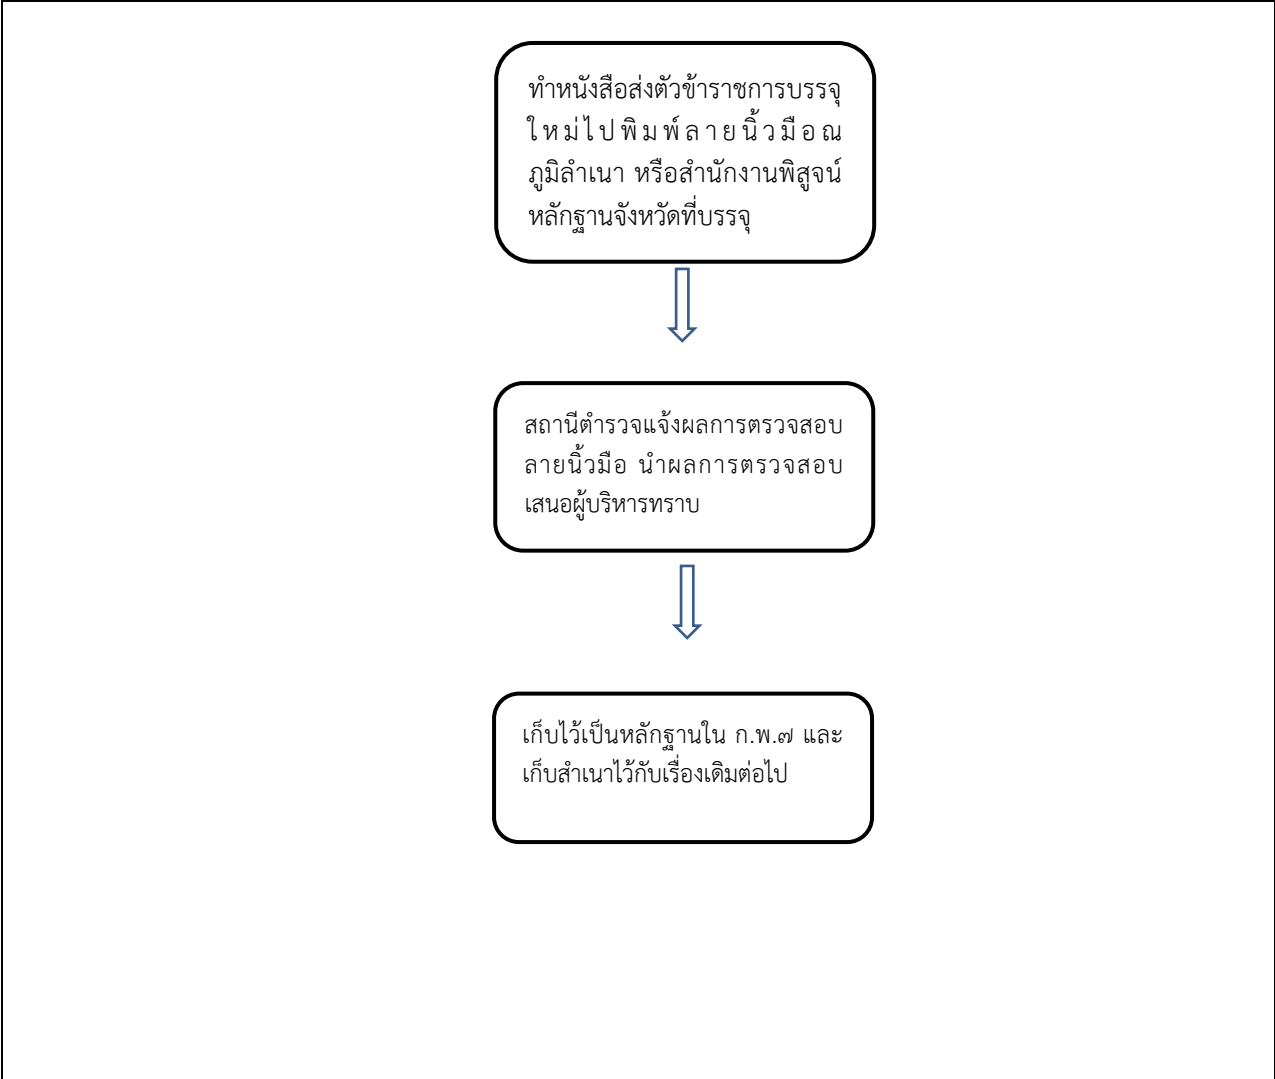 ทำหนังสือส่งตัวข้าราชการบรรจุ
ใหม่ไปพิมพ์ลายนิ้วมือณ
ภูมิลำเนา หรือสำนักงานพิสูจน์
หลักฐานจังหวัดที่บรรจุ
สถานีตำรวจแจ้งผลการตรวจสอบ
ลายนิ้วมือ นำผลการตรวจสอบ
เสนอผู้บริหารทราบ
เก็บไว้เป็นหลักฐานใน ก.พ.๗ และ
เก็บสำเนาไว้กับเรื่องเดิมต่อไป